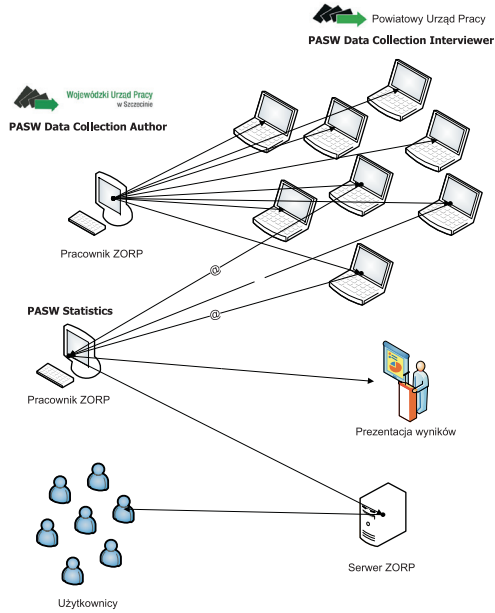 Powiatowy Urząd Pracy
PASW Data Collection Interviewer
Wojewódzki Urząd Pracy
w Szczecinie
PASW Data Collection Author
Pracownik ZORP
@
PASW Statistics
@
Pracownik ZORP
Prezentacja wyników
Serwer ZORP
Użytkownicy